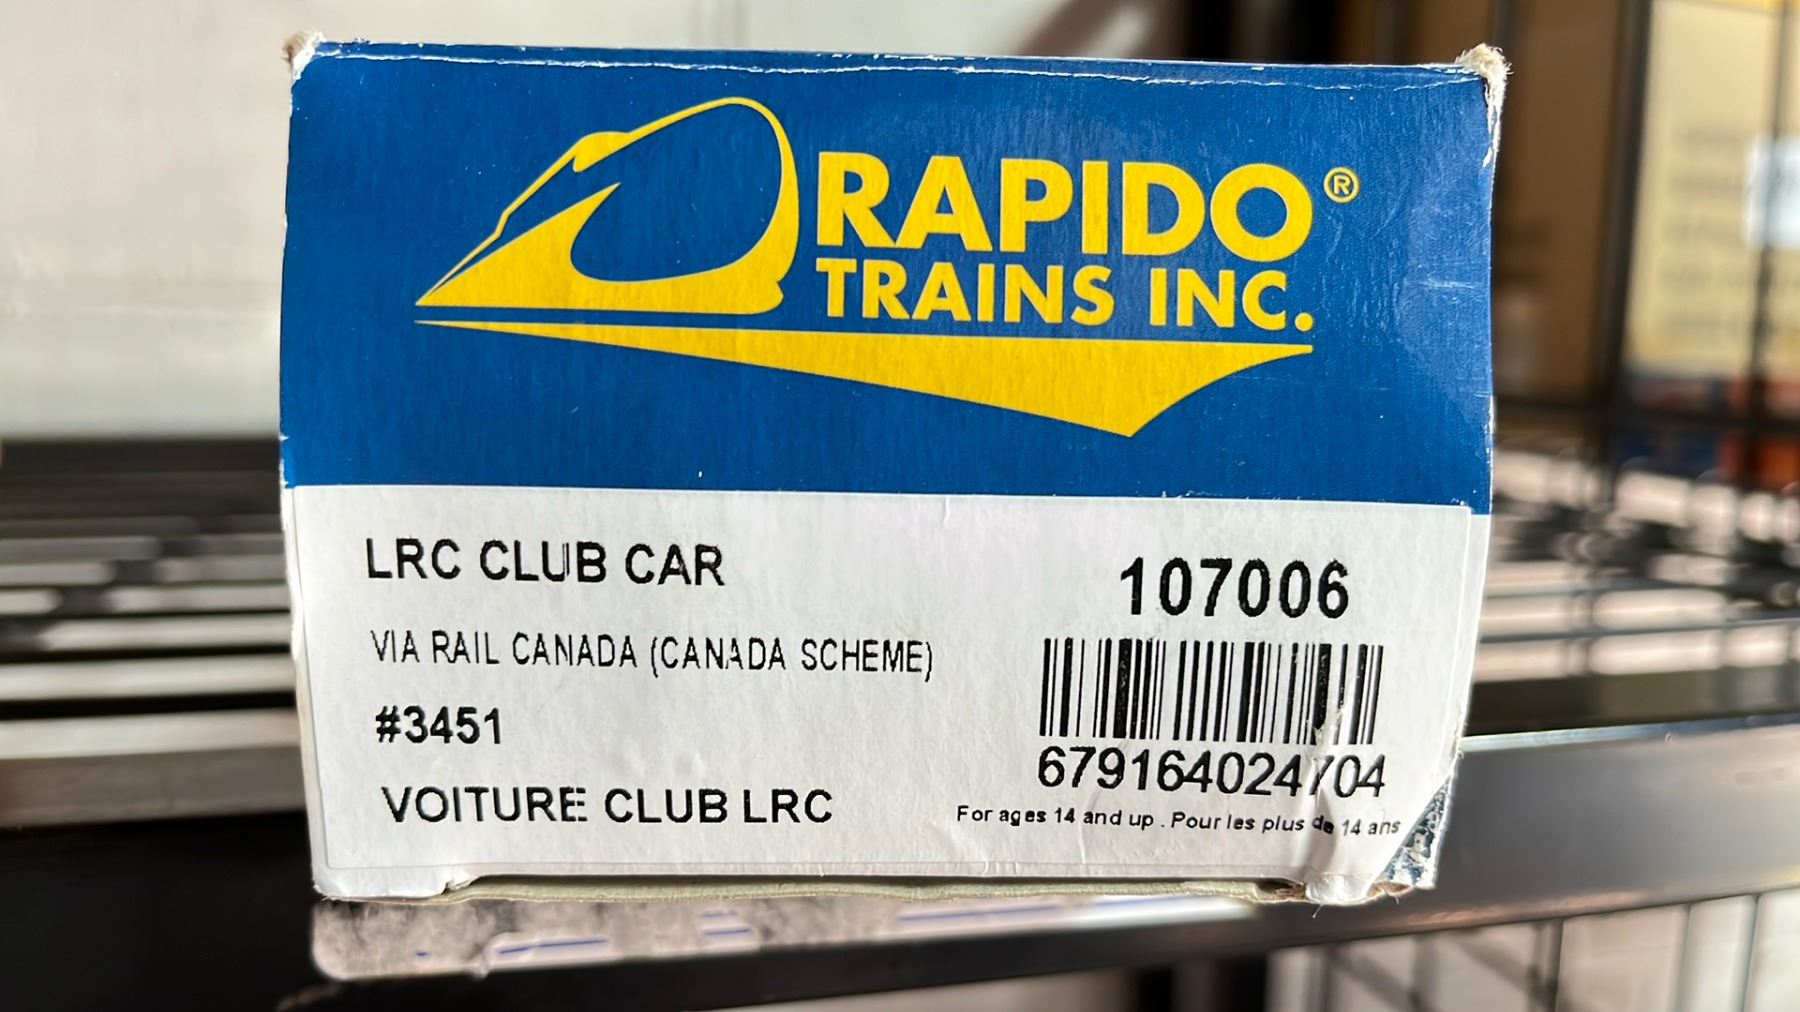 RAPIDO®
TRAINS INC.
LRC CLUB CAR
VIA RAIL CANADA (CANADA SCHEME)
#3451
VOITURE CLUB LRC
107006
679164024704
For ages 14 and up . Pour les plus de 14 ans